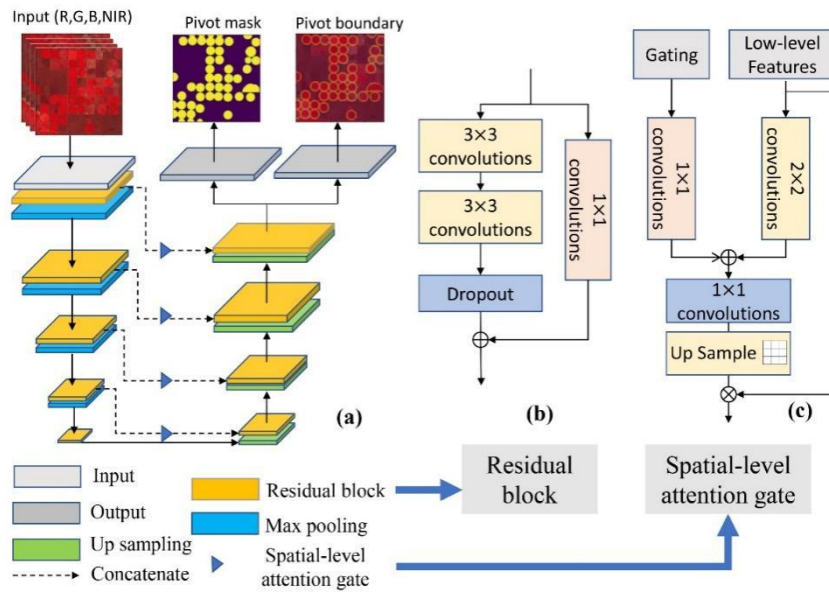 Input (R,G,B,NIR)
Pivot mask
Pivot boundary
(a)
3×3
convolutions
3×3
convolutions
Dropout
1×1
convolutions
(b)
Gating
Low-level
Features
1×1
convolutions
2×2
convolutions
1×1
convolutions
Up Sample
(c)
Residual
block
Spatial-level
attention gate
Input
Output
Up sampling
Concatenate
Residual block
Max pooling
Spatial-level
attention gate